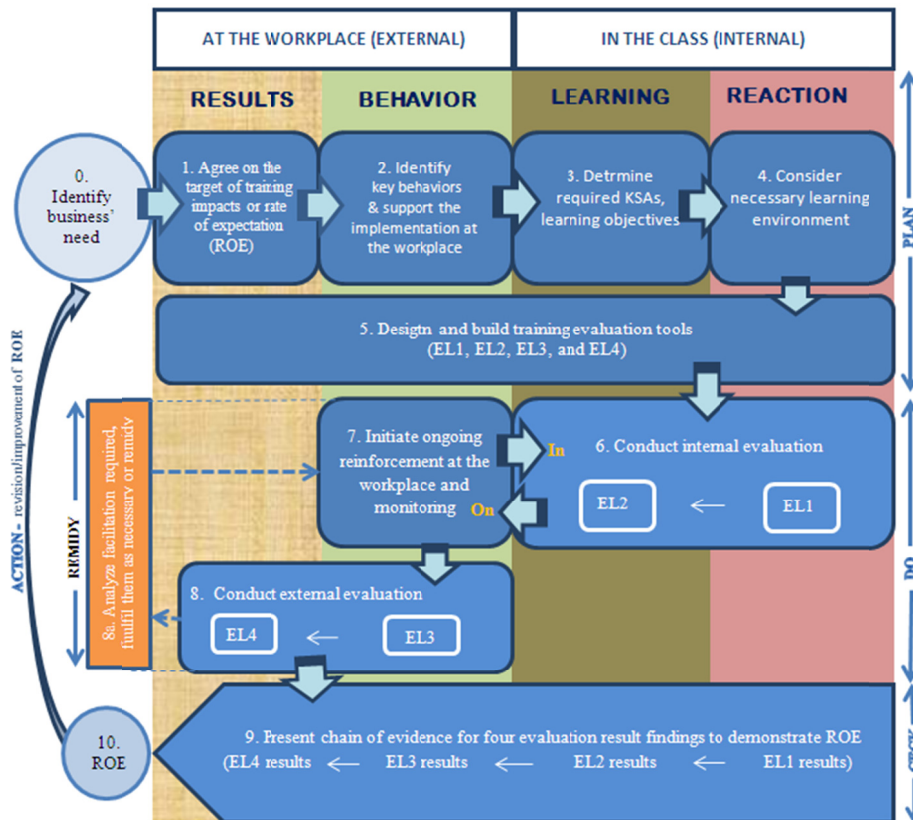 AT THE WORKPLACE (EXTERNAL)
IN THE CLASS (INTERNAL)
RESULTS
BEHAVIOR
LEARNING
REACTION
0.
Identify
business'
need
1. Agree on the
target of training
impacts or rate
of expectation
(ROE)
2. Identify
key behaviors
& support the
implementation at
the workplace
3. Detrmine
required KSAs,
learning objectives
4. Consider
necessary learning
environment
PLAN
5. Desigtn and build training evaluation tools
(EL1, EL2, EL3, and EL4)
7. Initiate ongoing
reinforcement at the
workplace and
monitoring
In
On
6. Conduct internal evaluation
EL2
EL1
DO
ACTION - revision/improvement of ROE
REMIDY
8a. Analyze facilitation required,
fuulfil them as necessary or remidy
8. Conduct external evaluation
EL4
EL3
10.
ROE
9. Present chain of evidence for four evaluation result findings to demonstrate ROE
(EL4 results
EL3 results
EL2 results
EL1 results)